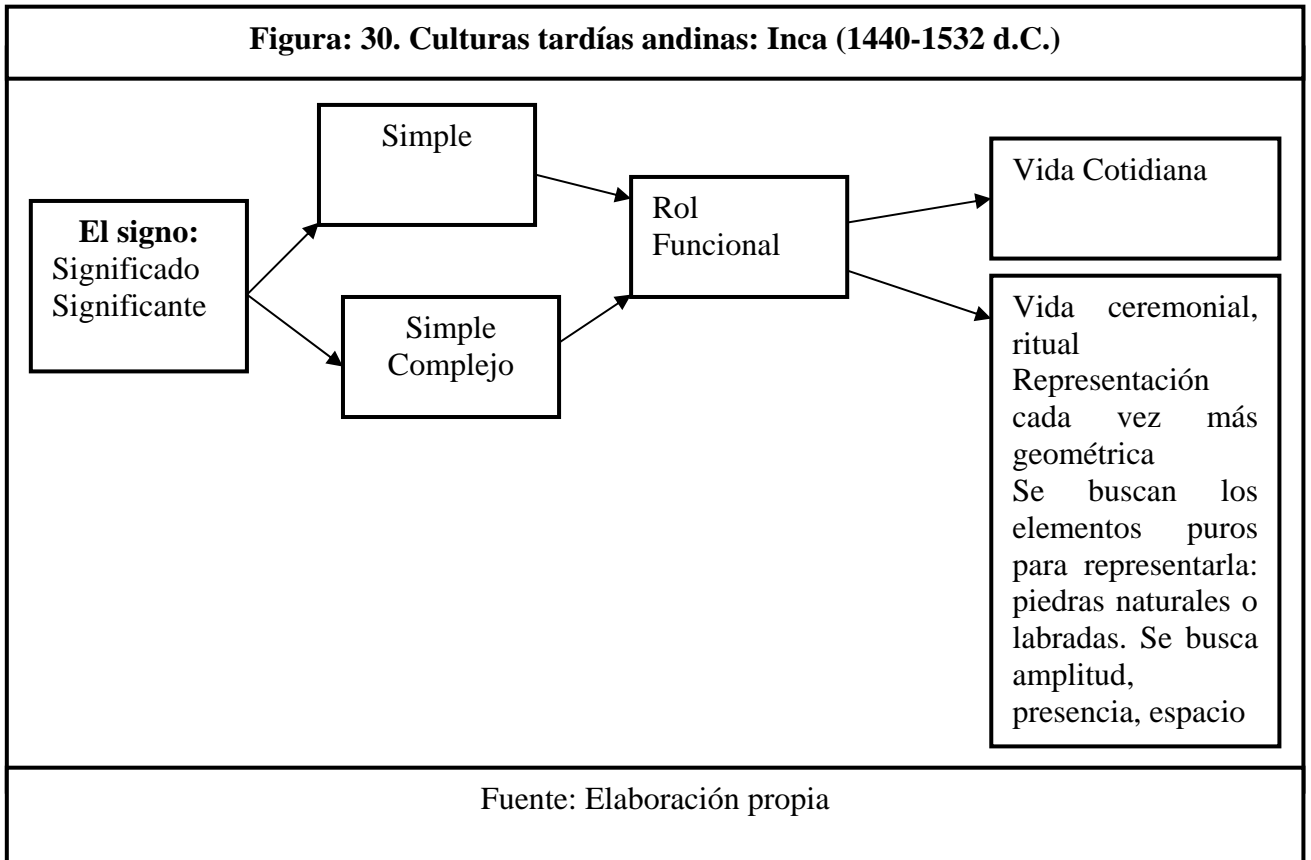 Figura: 30. Culturas tardías andinas: Inca (1440-1532 d.C.)
El signo:
Significado
Significante
Simple
Simple
Complejo
Rol
Funcional
Vida Cotidiana
Vida ceremonial,
ritual
Representación
cada vez más
geométrica
Se buscan los
elementos puros
para representarla:
piedras naturales o
labradas. Se busca
amplitud,
presencia, espacio
Fuente: Elaboración propia